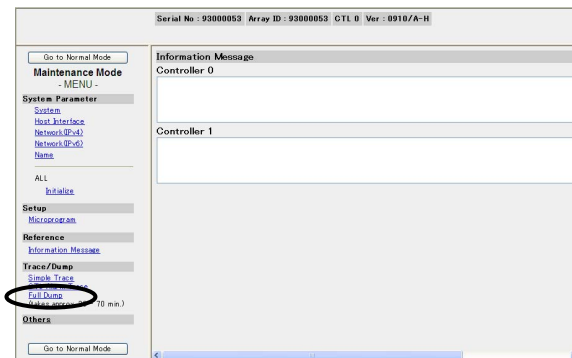 Serial No : 93000053 Array ID : 93000053 CTL 0 Ver : 0910/A-H
Go to Normal Mode
Maintenance Mode
- MENU -
System Parameter
System
Host Interface
Network(IPv4)
Network(IPv6)
Name
ALL
Initialize
Setup
Microprogram
Reference
Information Message
Trace/Dump
Simple Trace
Full Dump
70 min.)
Others
Go to Normal Mode
Information Message
Controller 0
Controller 1